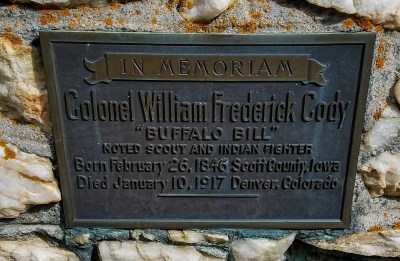 IN MEMORIAM
Colonel William Frederick Cody
"BUFFALO BILL"
NOTED SCOUT AND INDIAN FIGHTER
Born February 26, 1846 Scott County, Iowa
Died January 10, 1917 Denver, Colorado